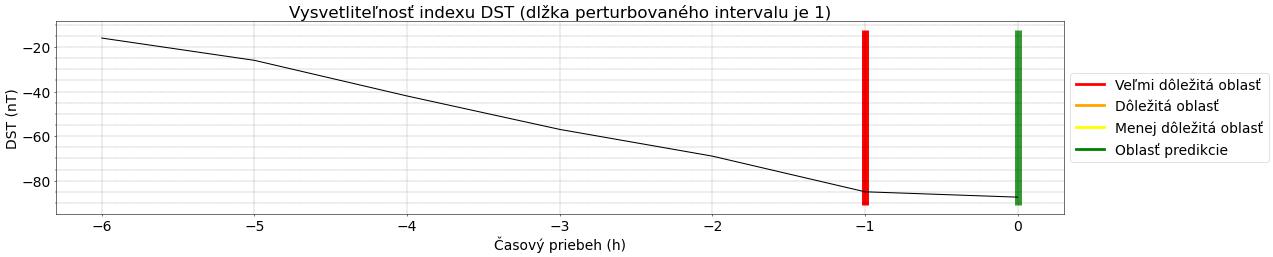 Vysvetliteľnosť indexu DST (dĺžka perturbovaného intervalu je 1)
DST (nT)
−20
−40
−60
−80
−6 −5 −4 −3 −2 −1 0
Časový priebeh (h)
Veľmi dôležitá oblasť
Dôležitá oblasť
Menej dôležitá oblasť
Oblasť predikcie